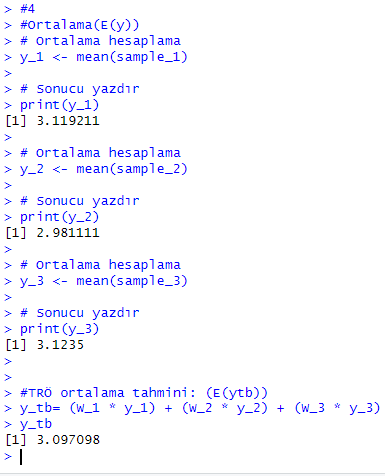 > #4
> #Ortalama(E(y))
> # Ortalama hesaplama
> y_1 <- mean(sample_1)
>
> # Sonucu yazdır
> print(y_1)
[1] 3.119211
>
> # Ortalama hesaplama
> y_2 <- mean(sample_2)
>
> # Sonucu yazdır
> print(y_2)
[1] 2.981111
>
> # Ortalama hesaplama
> y_3 <- mean(sample_3)
>
> # Sonucu yazdır
> print(y_3)
[1] 3.1235
>
>
> #TRÖ ortalama tahmini: (E(ytb))
> y_tb= (W_1 * y_1) + (W_2 * y_2) + (W_3 * y_3)
> y_tb
[1] 3.097098
>